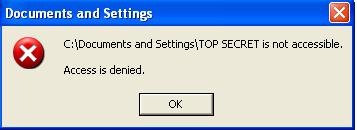 Documents and Settings
C:\Documents and Settings\TOP SECRET is not accessible.
Access is denied.
OK